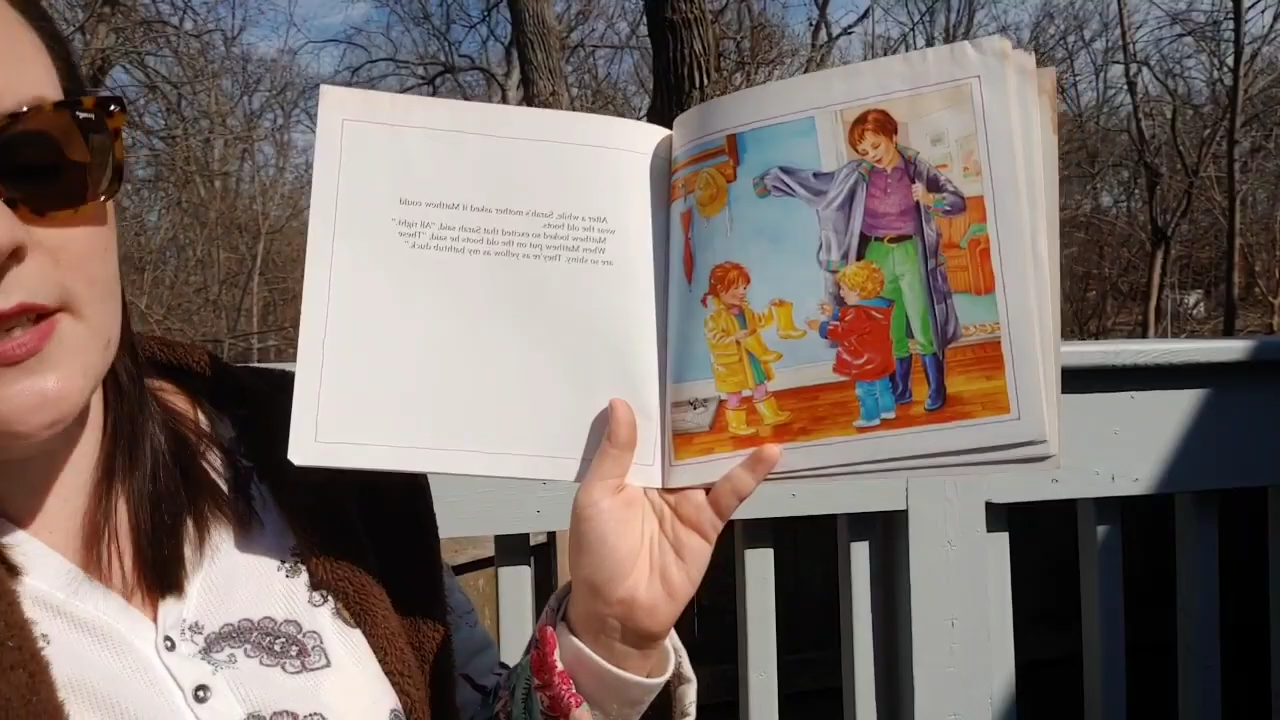 After a while, Sarah's mother asked if Matthew could
wear the old boots.
Matthew looked so excited that Sarah said, "All right."
When Matthew put on the old boots he said, "These
are so shiny. They're as yellow as my bathtub duck."